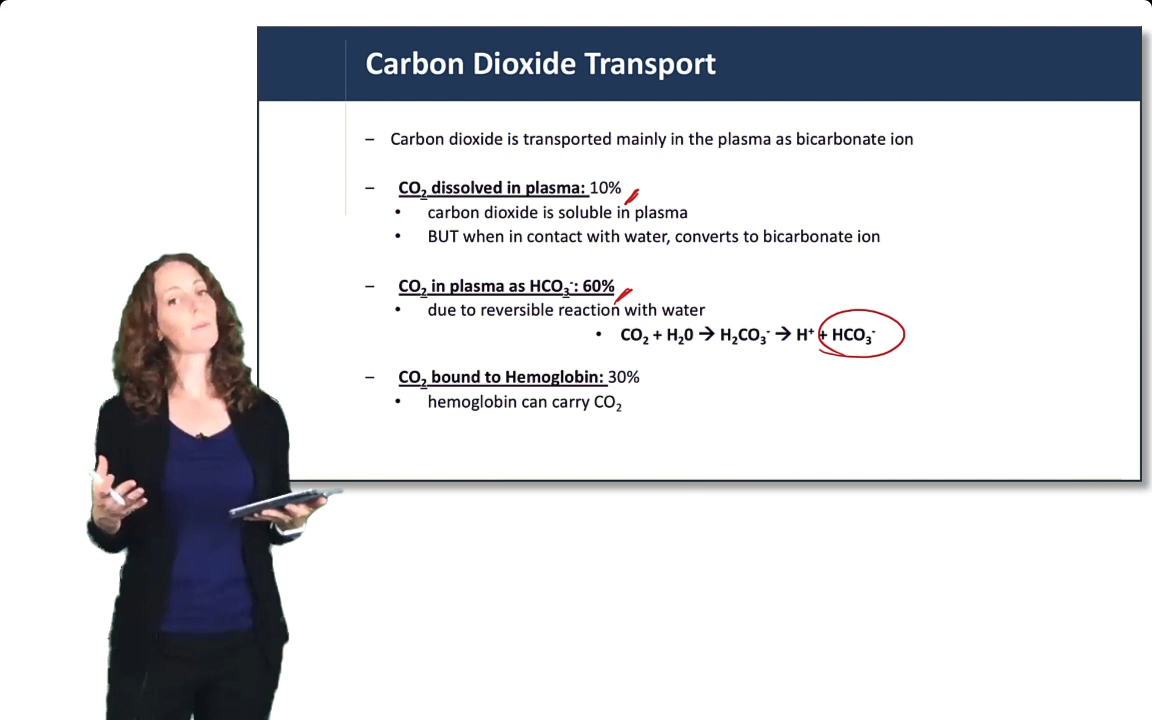 Carbon Dioxide Transport
– Carbon dioxide is transported mainly in the plasma as bicarbonate ion
– CO₂ dissolved in plasma: 10%
• carbon dioxide is soluble in plasma
• BUT when in contact with water, converts to bicarbonate ion
– CO₂ in plasma as HCO₃⁻: 60%
• due to reversible reaction with water
• CO₂ + H₂0 → H₂CO₃⁻ → H⁺ + HCO₃⁻
– CO₂ bound to Hemoglobin: 30%
• hemoglobin can carry CO₂